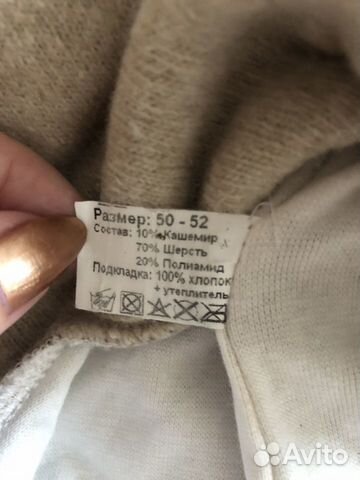 Размер: 50 - 52
Состав: 10% Кашемир
70% Шерсть
20% Полиамид
Подкладка: 100% хлопок
+ утеплитель
Avito